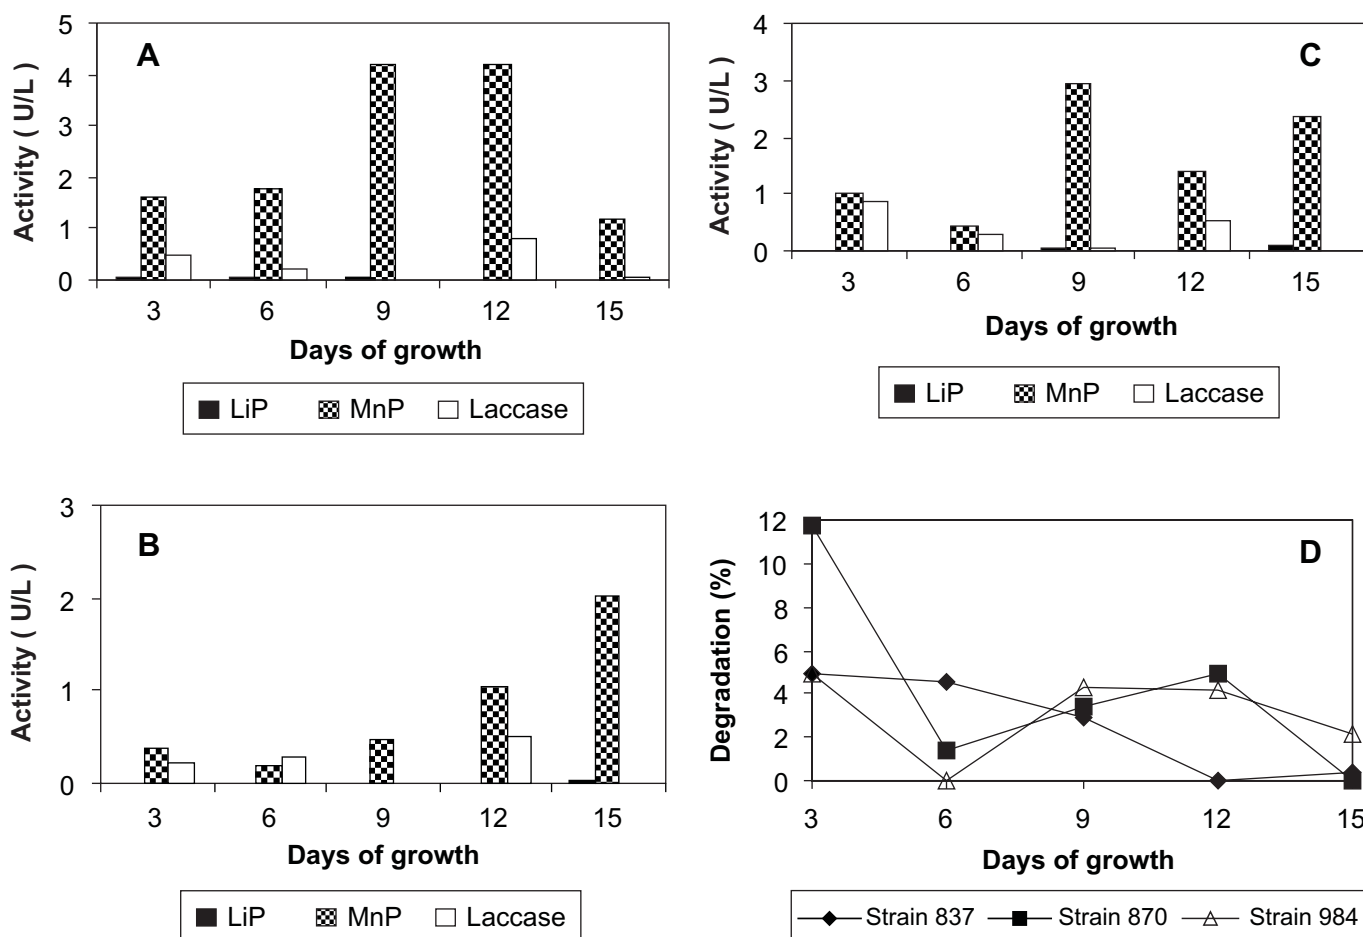 A
Activity ( U/L )
5
4
3
2
1
0
3 6 9 12 15
Days of growth
LiP MnP Laccase
C
Activity ( U/L )
4
3
2
1
0
3 6 9 12 15
Days of growth
LiP MnP Laccase
B
Activity ( U/L )
3
2
1
0
3 6 9 12 15
Days of growth
LiP MnP Laccase
D
Degradation (%)
12
10
8
6
4
2
0
3 6 9 12 15
Days of growth
Strain 837 Strain 870 Strain 984